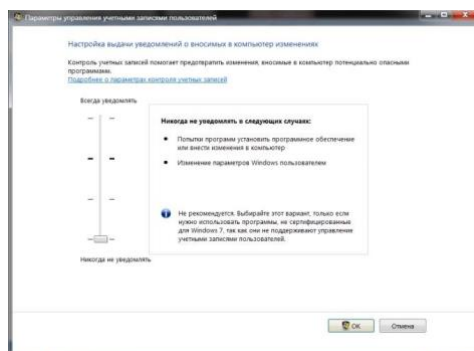 Параметры управления учетными записями пользователей
Настройка выдачи уведомлений о вносимых в компьютер изменениях
Контроль учетных записей помогает предотвратить изменения, вносимые в компьютер потенциально опасными
программами.
Подробнее о параметрах контроля учетных записей
Всегда уведомлять
Никогда не уведомлять в следующих случаях:
Попытки программ установить программное обеспечение
или внести изменения в компьютер
Изменение параметров Windows пользователем
Не рекомендуется. Выбирайте этот вариант, только если
нужно использовать программы, не сертифицированные
для Windows 7, так как они не поддерживают управление
учетными записями пользователей.
Никогда не уведомлять
OK
Отмена